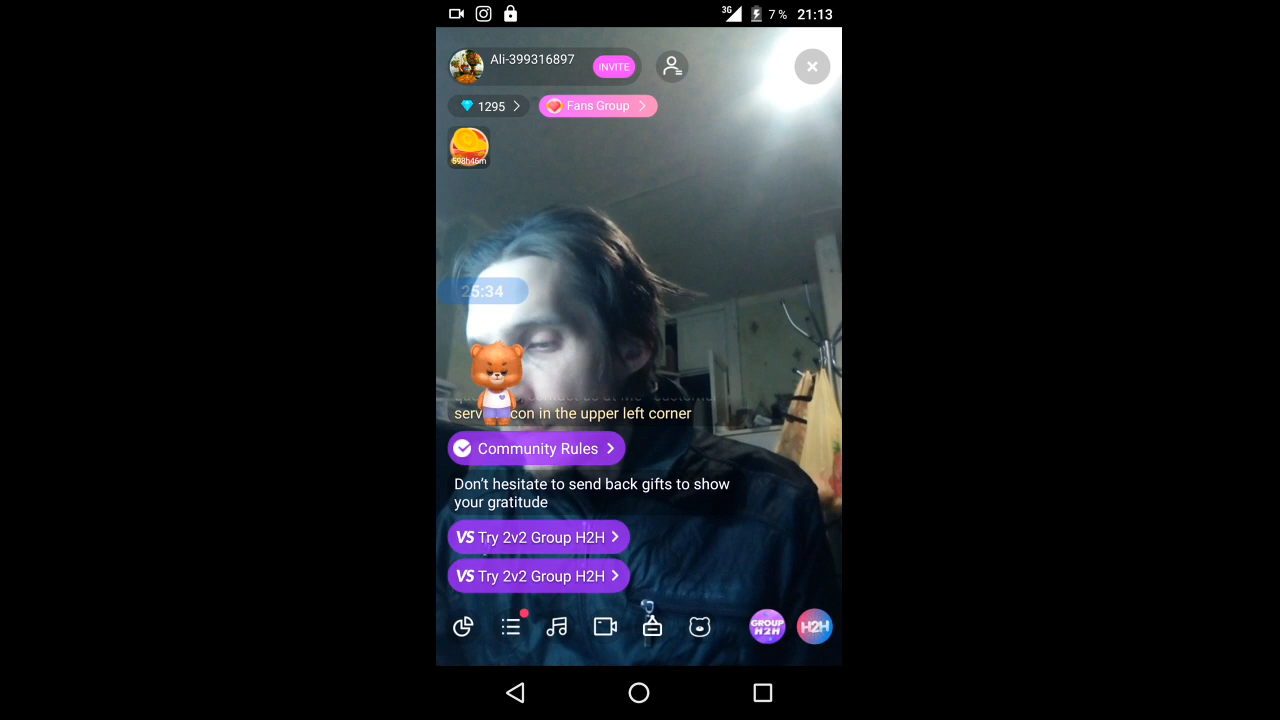 3G 7% 21:13
Ali-399316897 INVITE
1295 Fans Group
598h46m
25:34
in the upper left corner
Community Rules
Don't hesitate to send back gifts to show
your gratitude
VS Try 2v2 Group H2H
VS Try 2v2 Group H2H
GROUP H2H H2H